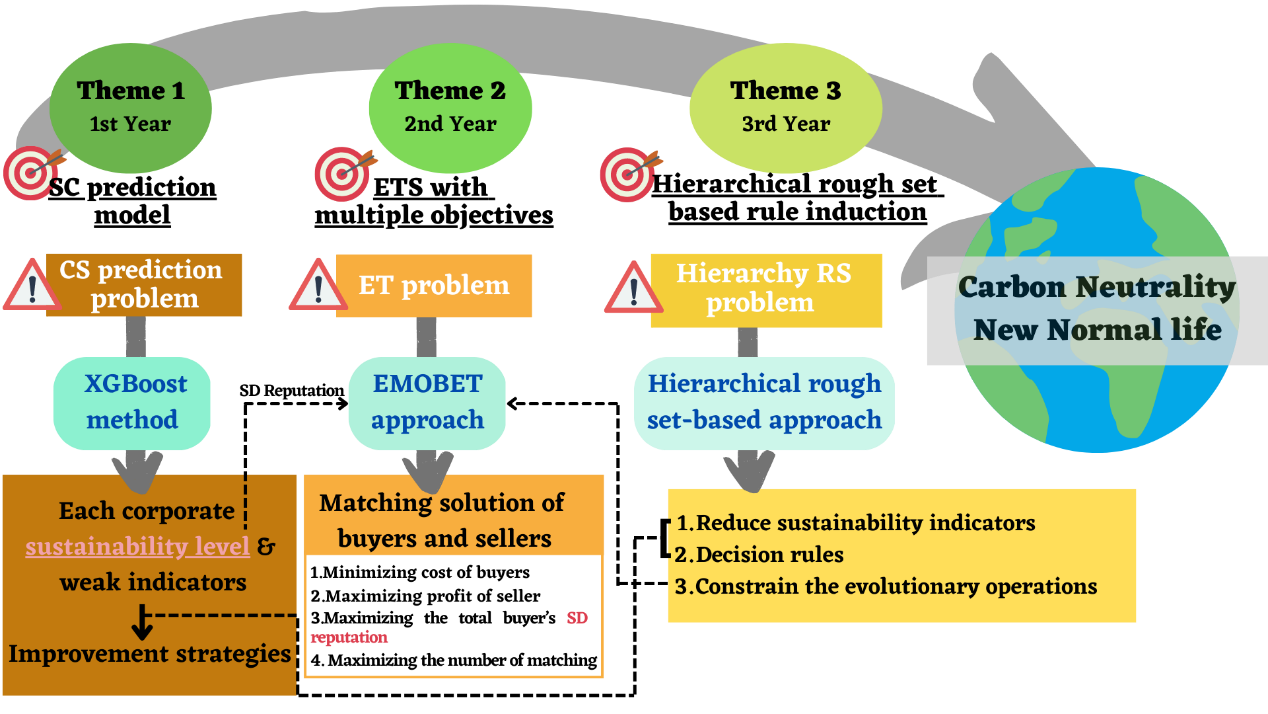 Theme 1
1st Year
SC prediction
model
CS prediction
problem
XGBoost
method
Each corporate
sustainability level &
weak indicators
Improvement strategies
SD Reputation
Theme 2
2nd Year
ETS with
multiple objectives
ET problem
EMOBET
approach
Matching solution of
buyers and sellers
1.Minimizing cost of buyers
2.Maximizing profit of seller
3.Maximizing the total buyer's SD
reputation
4. Maximizing the number of matching
Theme 3
3rd Year
Hierarchical rough set
based rule induction
Hierarchy RS
problem
Hierarchical rough
set-based approach
1.Reduce sustainability indicators
2.Decision rules
3.Constrain the evolutionary operations
Carbon Neutrality
New Normal life